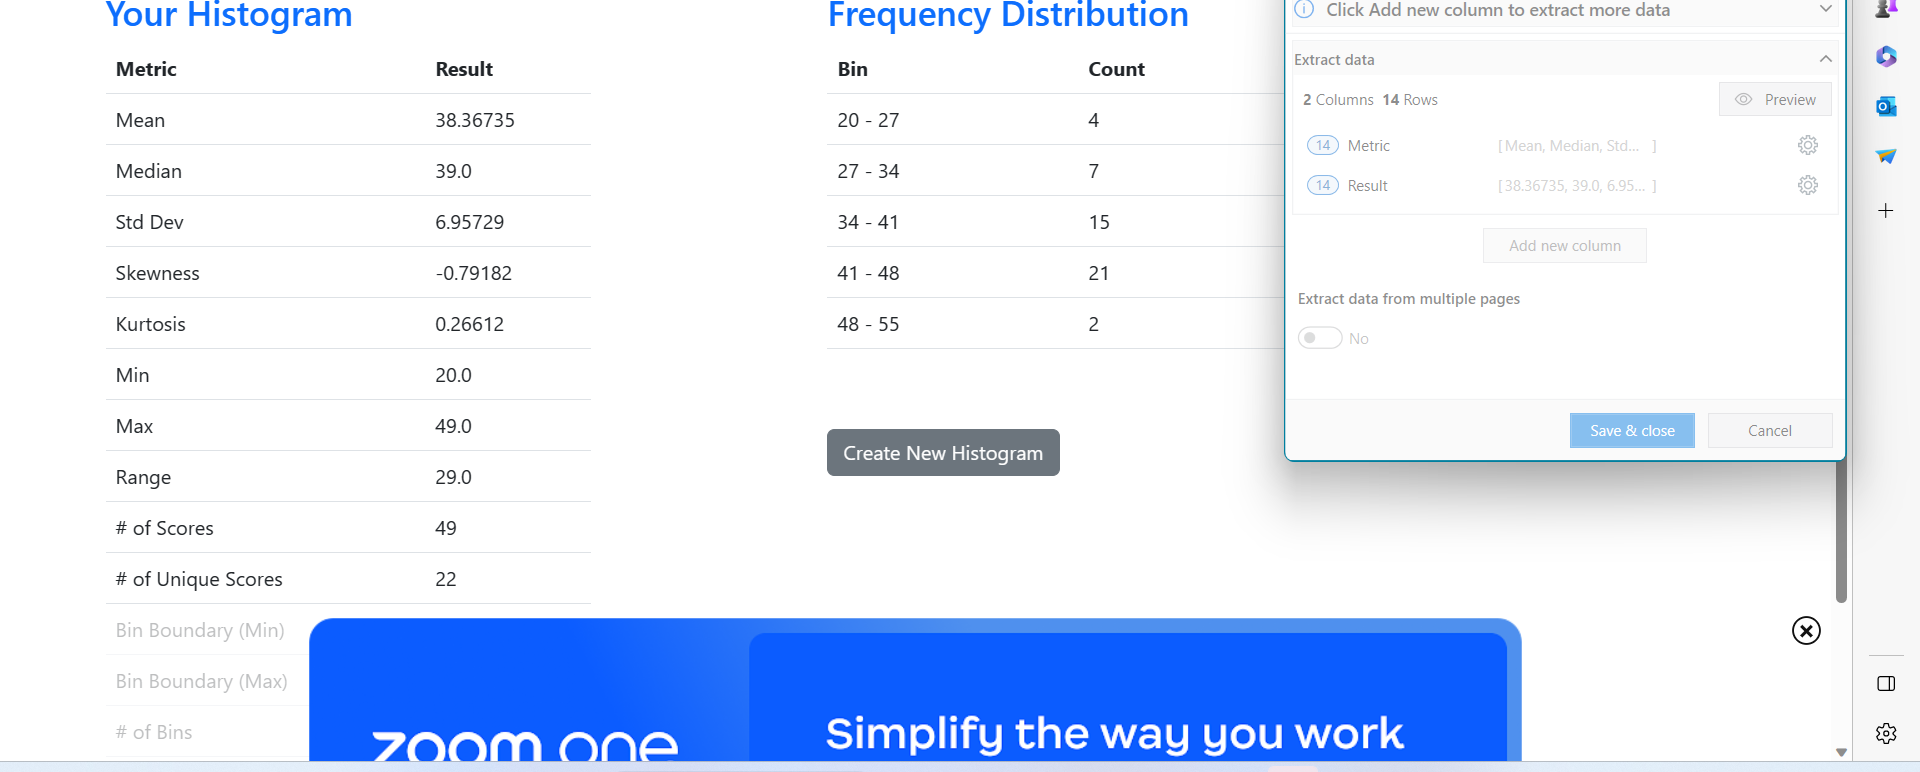 Your Histogram
Metric Result
Mean 38.36735
Median 39.0
Std Dev 6.95729
Skewness -0.79182
Kurtosis 0.26612
Min 20.0
Max 49.0
Range 29.0
# of Scores 49
# of Unique Scores 22
Bin Boundary (Min)
Bin Boundary (Max)
# of Bins
Frequency Distribution
Bin Count
20 - 27 4
27 - 34 7
34 - 41 15
41 - 48 21
48 - 55 2
Create New Histogram
Click Add new column to extract more data
Extract data
2 Columns 14 Rows
Preview
14 Metric [ Mean, Median, Std... ]
14 Result [ 38.36735, 39.0, 6.95... ]
Add new column
Extract data from multiple pages
No
Save & close Cancel
zoom one
Simplify the way you work